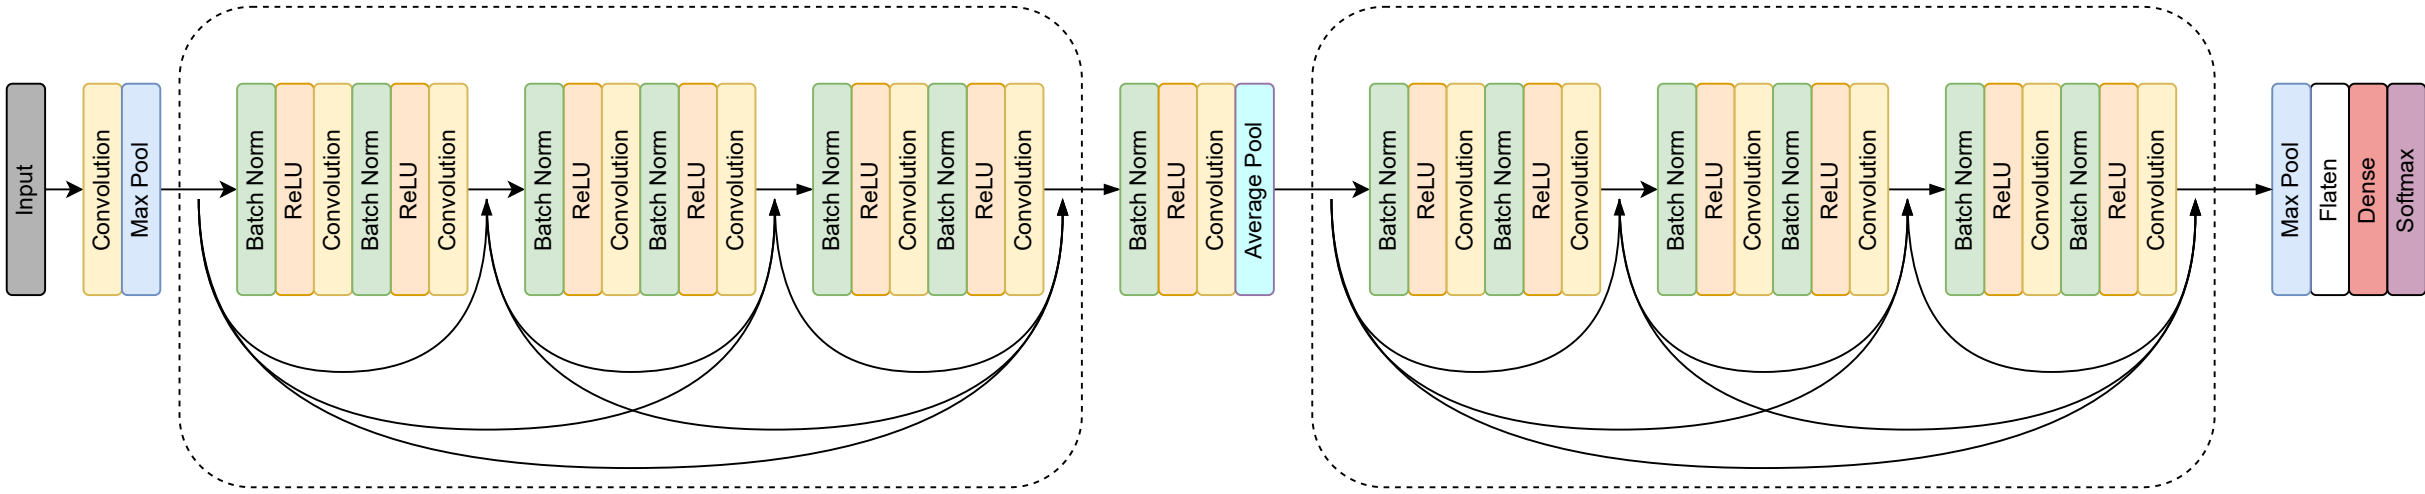 Input
Convolution
Max Pool
Batch Norm
ReLU
Convolution
Batch Norm
ReLU
Convolution
Batch Norm
ReLU
Convolution
Batch Norm
ReLU
Convolution
Batch Norm
ReLU
Convolution
Batch Norm
ReLU
Convolution
Batch Norm
ReLU
Convolution
Average Pool
Batch Norm
ReLU
Convolution
Batch Norm
ReLU
Convolution
Batch Norm
ReLU
Convolution
Batch Norm
ReLU
Convolution
Batch Norm
ReLU
Convolution
Batch Norm
ReLU
Convolution
Max Pool
Flaten
Dense
Softmax